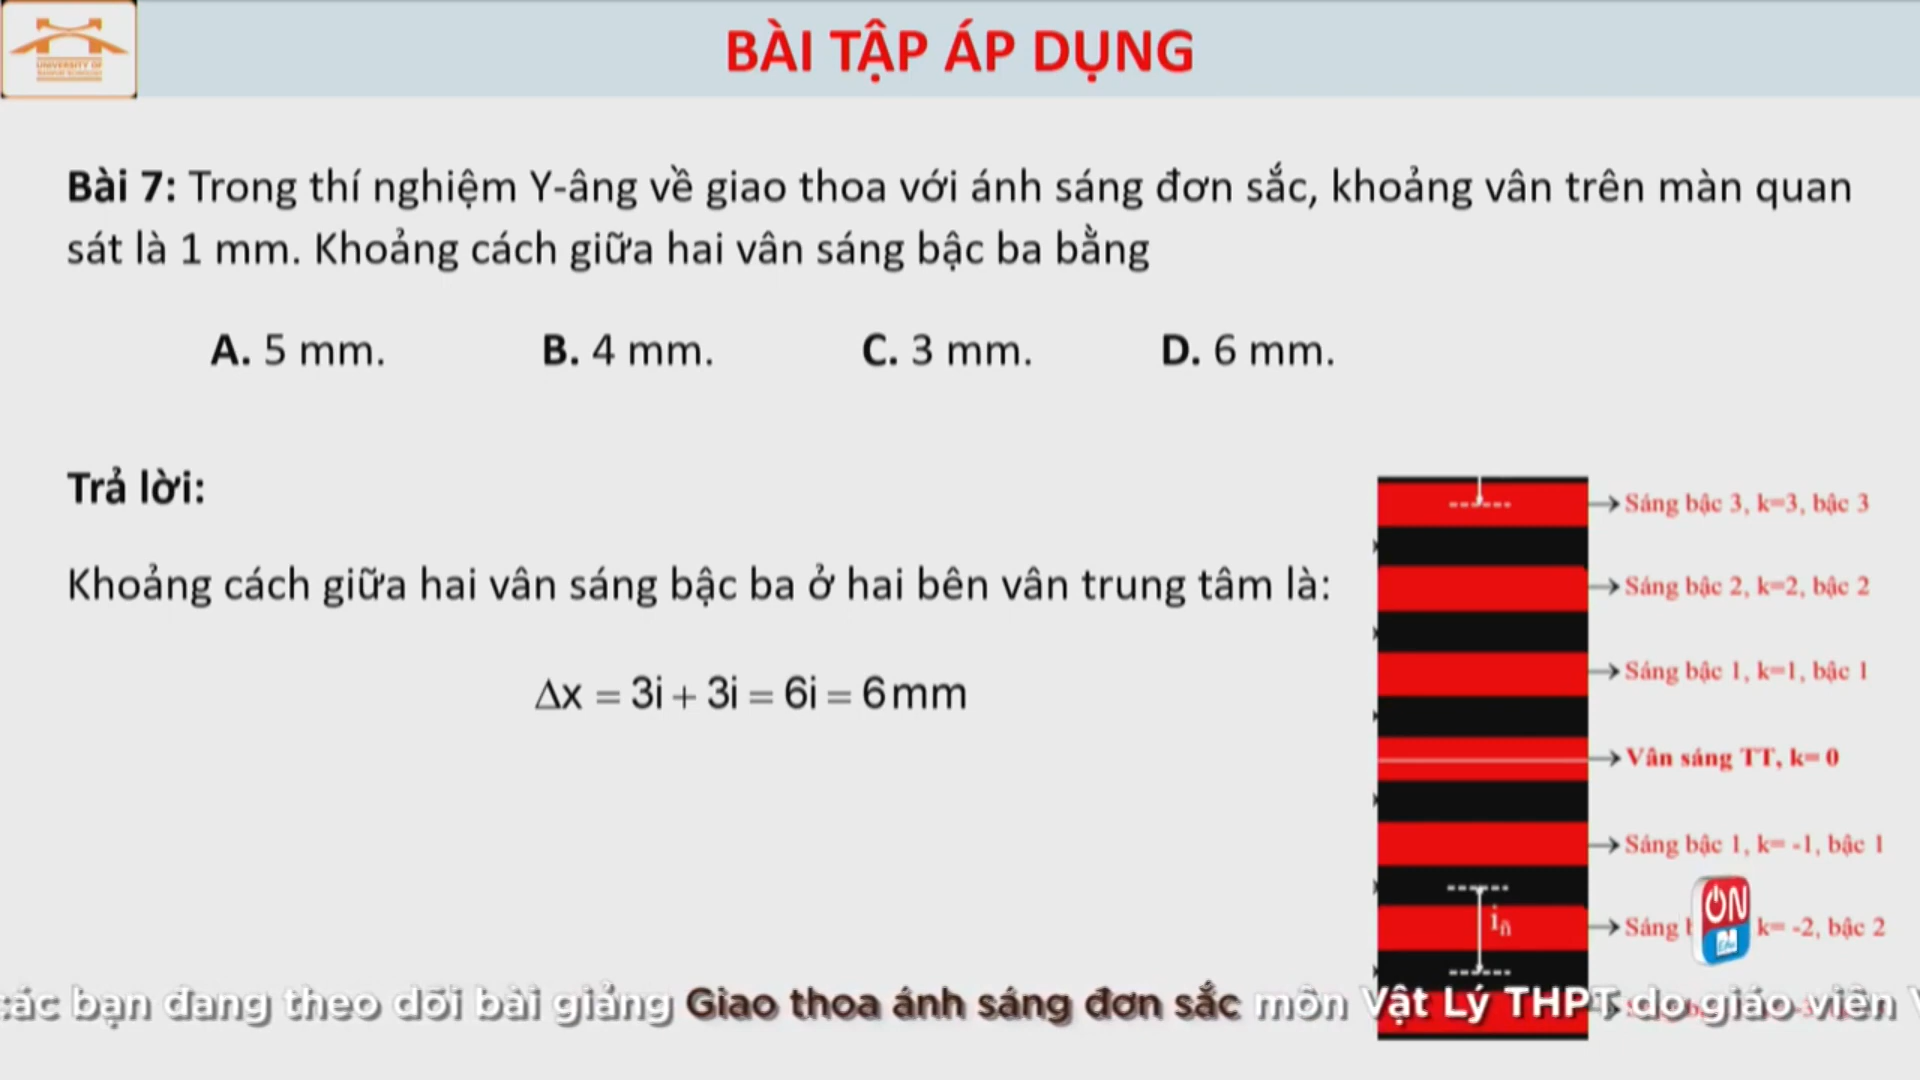 UNIVERSITY OF
BÀI TẬP ÁP DỤNG
Bài 7: Trong thí nghiệm Y-âng về giao thoa với ánh sáng đơn sắc, khoảng vân trên màn quan
sát là 1 mm. Khoảng cách giữa hai vân sáng bậc ba bằng
A. 5 mm. B. 4 mm. C. 3 mm. D. 6 mm.
Trả lời:
Khoảng cách giữa hai vân sáng bậc ba ở hai bên vân trung tâm là:
Δx = 3i + 3i = 6i = 6mm
Sáng bậc 3, k=3, bậc 3
Sáng bậc 2, k=2, bậc 2
Sáng bậc 1, k=1, bậc 1
Vân sáng TT, k= 0
Sáng bậc 1, k= -1, bậc 1
iñ
Sáng k= -2, bậc 2
ON
Edu
các bạn đang theo dõi bài giảng Giao thoa ánh sáng đơn sắc môn Vật Lý THPT do giáo viên